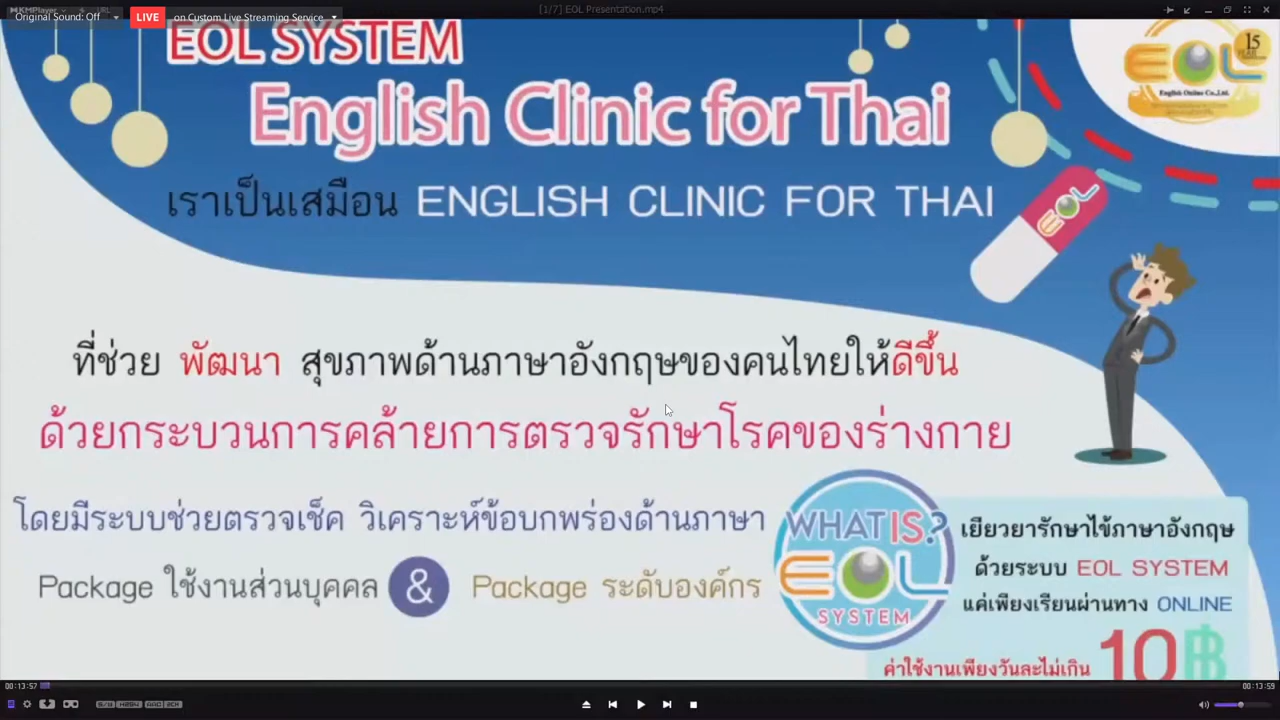 [1/7] EOL Presentation.mp4
Original Sound: Off
LIVE on Custom Live Streaming Service
EOL SYSTEM
English Clinic for Thai
เราเป็นเสมือน ENGLISH CLINIC FOR THAI
EOL
15
EOL
English Online Co.,Ltd.
ที่ช่วย พัฒนา สุขภาพด้านภาษาอังกฤษของคนไทยให้ดีขึ้น
ด้วยกระบวนการคล้ายการตรวจรักษาโรคของร่างกาย
โดยมีระบบช่วยตรวจเช็ค วิเคราะห์ข้อบกพร่องด้านภาษา
Package ใช้งานส่วนบุคคล & Package ระดับองค์กร
WHAT IS?
EOL
SYSTEM
เยียวยารักษาไข้ภาษาอังกฤษ
ด้วยระบบ EOL SYSTEM
แค่เพียงเรียนผ่านทาง ONLINE
ค่าใช้งานเพียงวันละไม่เกิน 10฿
00:13:57
00:13:59